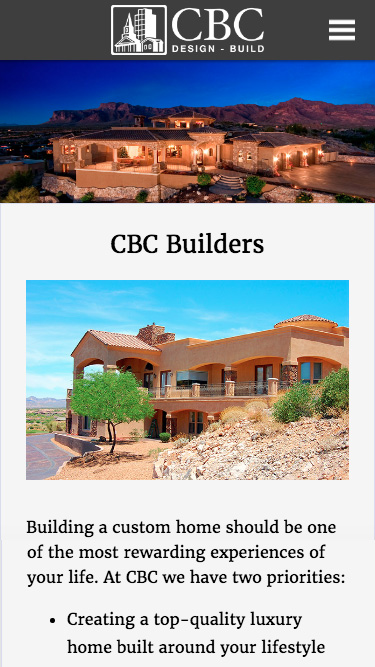 CBC
DESIGN - BUILD
CBC Builders
Building a custom home should be one
of the most rewarding experiences of
your life. At CBC we have two priorities:
• Creating a top-quality luxury
home built around your lifestyle